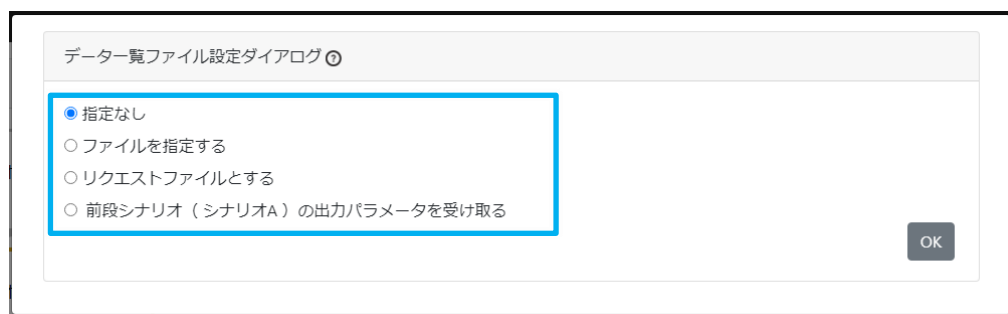 データ一覧ファイル設定ダイアログ
指定なし
ファイルを指定する
リクエストファイルとする
前段シナリオ（シナリオA）の出力パラメータを受け取る
OK